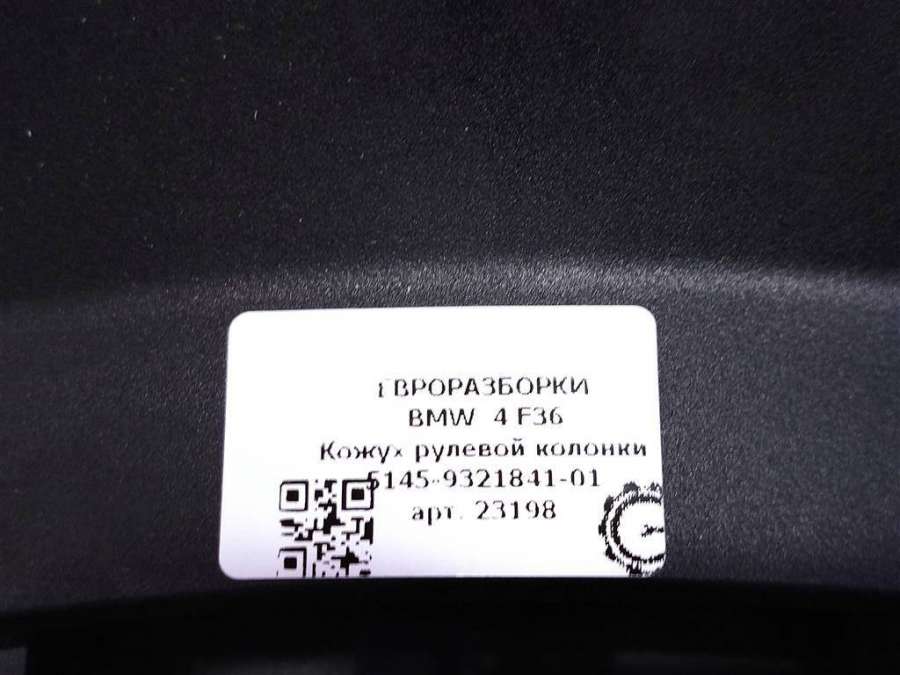 ЕВРОРАЗБОРКИ
BMW 4 F36
Кожух рулевой колонки
5145-9321841-01
арт. 23198